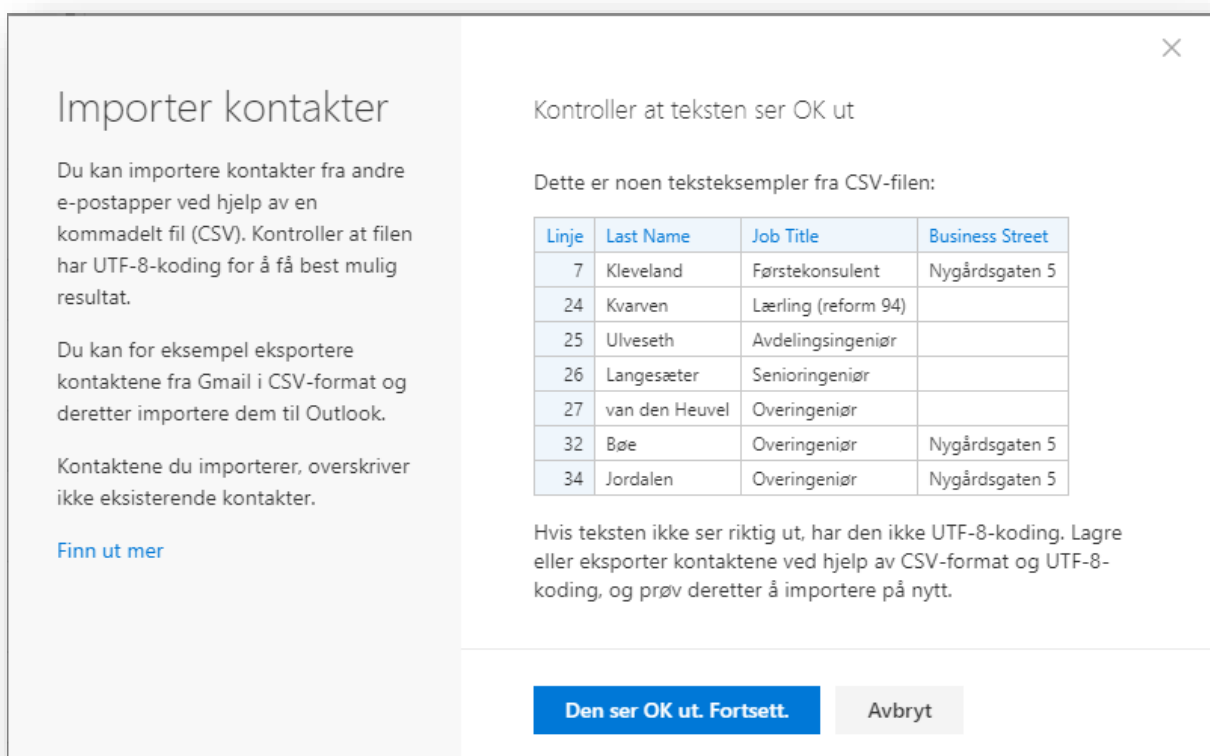 Importer kontakter
Du kan importere kontakter fra andre
e-postapper ved hjelp av en
kommadelt fil (CSV). Kontroller at filen
har UTF-8-koding for å få best mulig
resultat.
Du kan for eksempel eksportere
kontaktene fra Gmail i CSV-format og
deretter importere dem til Outlook.
Kontaktene du importerer, overskriver
ikke eksisterende kontakter.
Finn ut mer
Kontroller at teksten ser OK ut
Dette er noen teksteksempler fra CSV-filen:
Linje Last Name Job Title Business Street
7 Kleveland Førstekonsulent Nygårdsgaten 5
24 Kvarven Lærling (reform 94)
25 Ulveseth Avdelingsingeniør
26 Langesæter Senioringeniør
27 van den Heuvel Overingeniør
32 Bøe Overingeniør Nygårdsgaten 5
34 Jordalen Overingeniør Nygårdsgaten 5
Hvis teksten ikke ser riktig ut, har den ikke UTF-8-koding. Lagre
eller eksporter kontaktene ved hjelp av CSV-format og UTF-8-
koding, og prøv deretter å importere på nytt.
Den ser OK ut. Fortsett.
Avbryt